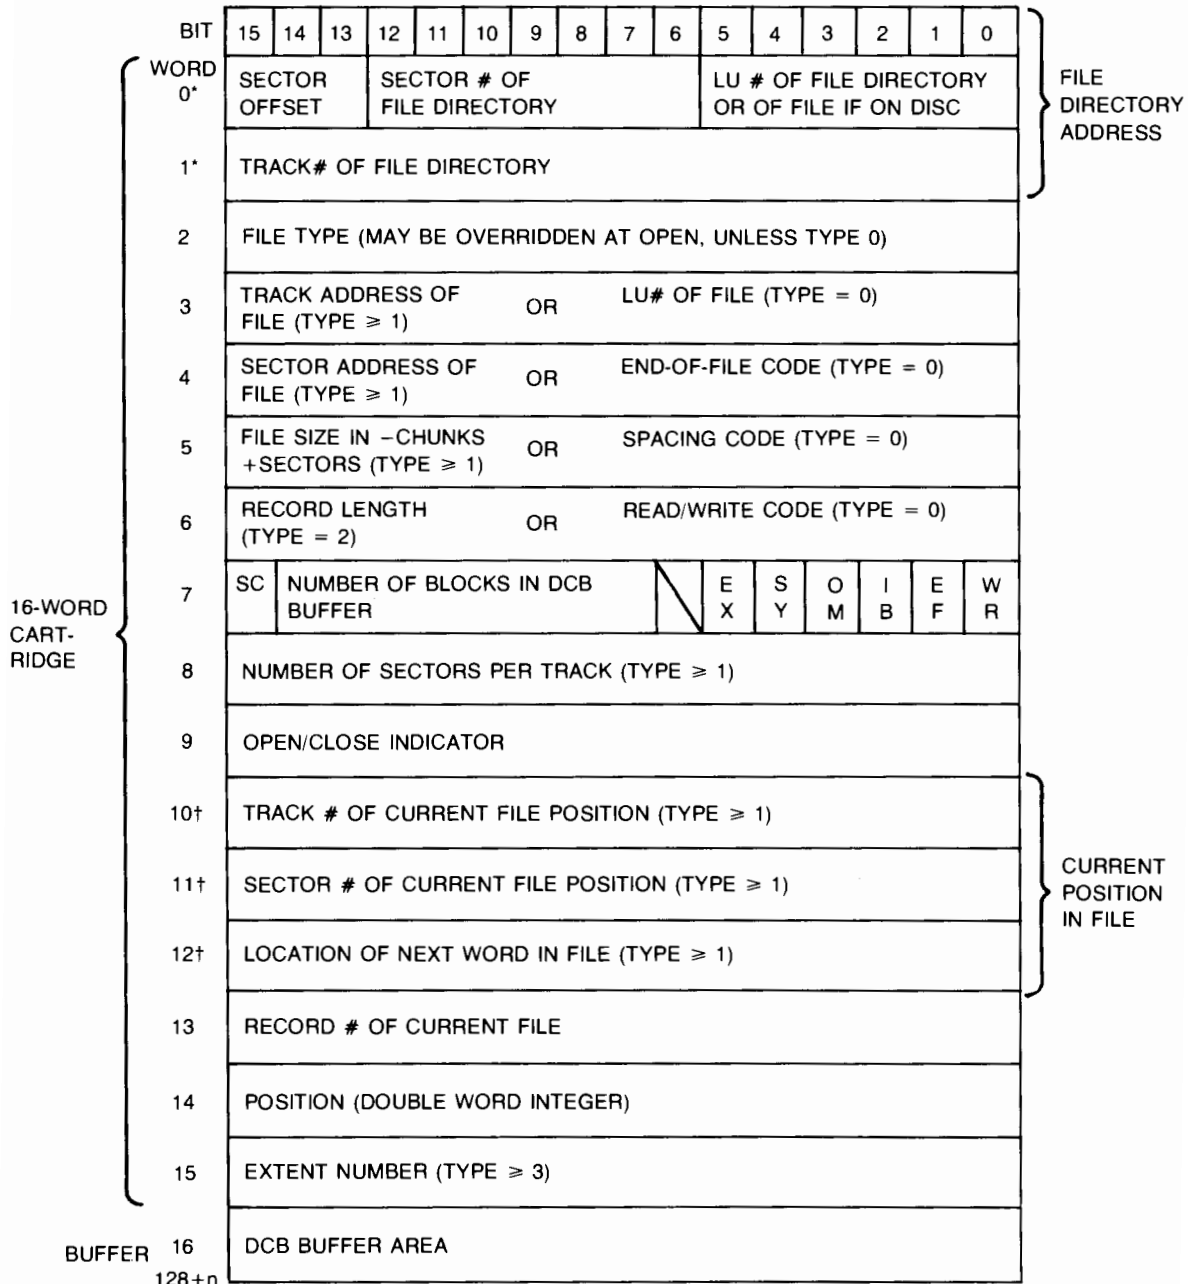 BIT 15 14 13 12 11 10 9 8 7 6 5 4 3 2 1 0
WORD
0* SECTOR OFFSET
SECTOR # OF FILE DIRECTORY
LU # OF FILE DIRECTORY OR OF FILE IF ON DISC
FILE DIRECTORY ADDRESS
1* TRACK# OF FILE DIRECTORY
2 FILE TYPE (MAY BE OVERRIDDEN AT OPEN, UNLESS TYPE 0)
3 TRACK ADDRESS OF FILE (TYPE ⩾ 1) OR LU# OF FILE (TYPE = 0)
4 SECTOR ADDRESS OF FILE (TYPE ⩾ 1) OR END-OF-FILE CODE (TYPE = 0)
5 FILE SIZE IN –CHUNKS +SECTORS (TYPE ⩾ 1) OR SPACING CODE (TYPE = 0)
6 RECORD LENGTH (TYPE = 2) OR READ/WRITE CODE (TYPE = 0)
7 SC NUMBER OF BLOCKS IN DCB BUFFER EX SY OM IB EF WR
16-WORD CART-RIDGE
8 NUMBER OF SECTORS PER TRACK (TYPE ⩾ 1)
9 OPEN/CLOSE INDICATOR
10† TRACK # OF CURRENT FILE POSITION (TYPE ⩾ 1)
11† SECTOR # OF CURRENT FILE POSITION (TYPE ⩾ 1)
CURRENT POSITION IN FILE
12† LOCATION OF NEXT WORD IN FILE (TYPE ⩾ 1)
13 RECORD # OF CURRENT FILE
14 POSITION (DOUBLE WORD INTEGER)
15 EXTENT NUMBER (TYPE ⩾ 3)
BUFFER 16 DCB BUFFER AREA
128+n